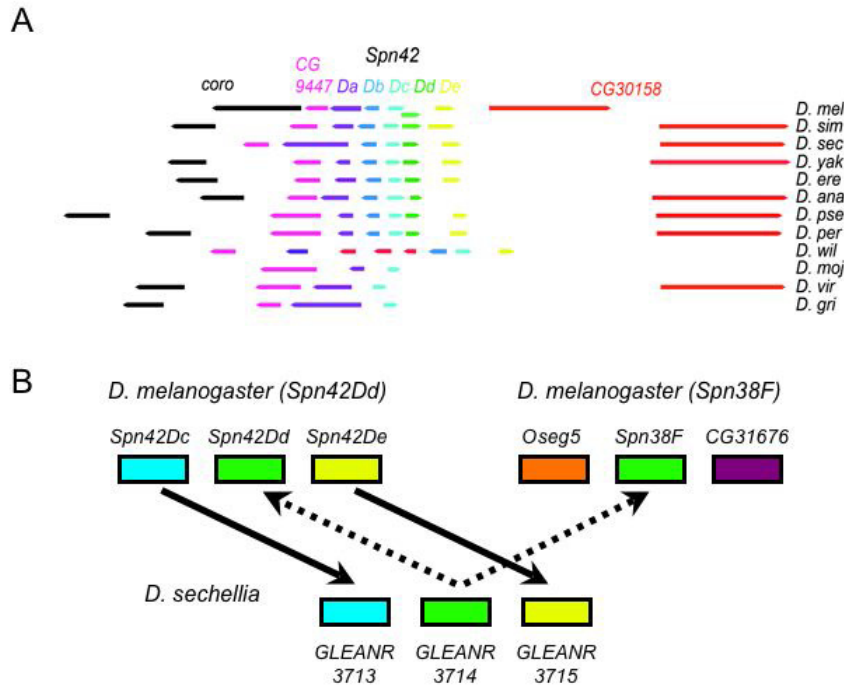 A
Spn42
CG
9447 Da Db Dc Dd De
coro
CG30158
D. mel
D. sim
D. sec
D. yak
D. ere
D. ana
D. pse
D. per
D. wil
D. moj
D. vir
D. gri
B
D. melanogaster (Spn42Dd)
D. melanogaster (Spn38F)
Spn42Dc Spn42Dd Spn42De
Oseg5 Spn38F CG31676
D. sechellia
GLEANR GLEANR GLEANR
3713 3714 3715